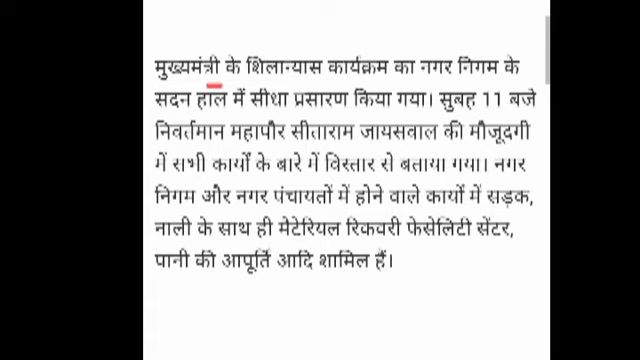 मुख्यमंत्री के शिलान्यास कार्यक्रम का नगर निगम के
सदन हाल में सीधा प्रसारण किया गया। सुबह 11 बजे
निवर्तमान महापौर सीताराम जायसवाल की मौजूदगी
में सभी कार्यों के बारे में विस्तार से बताया गया। नगर
निगम और नगर पंचायतों में होने वाले कार्यों में सड़क,
नाली के साथ ही मेटेरियल रिकवरी फेसेलिटी सेंटर,
पानी की आपूर्ति आदि शामिल हैं।